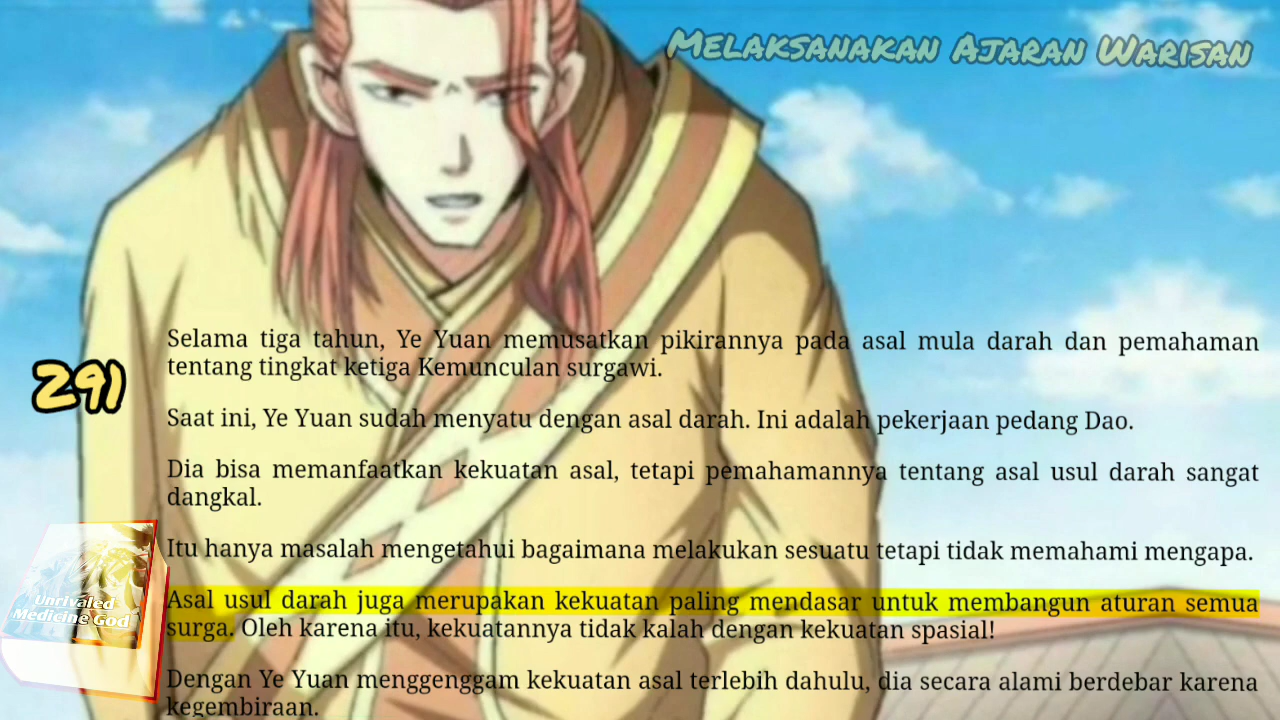 Melaksanakan Ajaran Warisan
Selama tiga tahun, Ye Yuan memusatkan pikirannya pada asal mula darah dan pemahaman
tentang tingkat ketiga Kemunculan surgawi.
291
Saat ini, Ye Yuan sudah menyatu dengan asal darah. Ini adalah pekerjaan pedang Dao.
Dia bisa memanfaatkan kekuatan asal, tetapi pemahamannya tentang asal usul darah sangat
dangkal.
Itu hanya masalah mengetahui bagaimana melakukan sesuatu tetapi tidak memahami mengapa.
Asal usul darah juga merupakan kekuatan paling mendasar untuk membangun aturan semua
surga. Oleh karena itu, kekuatannya tidak kalah dengan kekuatan spasial!
Unrivaled
Medicine God
Dengan Ye Yuan menggenggam kekuatan asal terlebih dahulu, dia secara alami berdebar karena
kegembiraan.